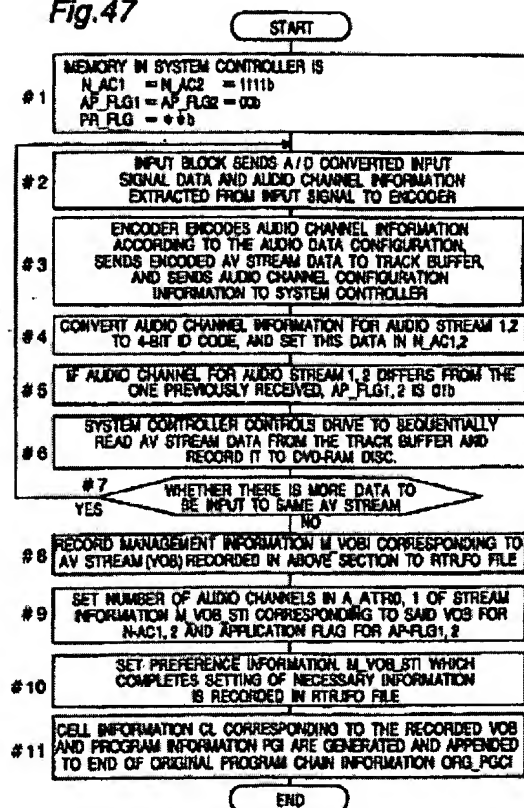 Fig.47
START
#1
MEMORY IN SYSTEM CONTROLLER IS
N_AC1 = N_AC2 = 1111b
AP_FLG1 = AP_FLG2 = 00b
PR_FLG = **b
#2
INPUT BLOCK SENDS A/D CONVERTED INPUT
SIGNAL DATA AND AUDIO CHANNEL INFORMATION
EXTRACTED FROM INPUT SIGNAL TO ENCODER
#3
ENCODER ENCODES AUDIO CHANNEL INFORMATION
ACCORDING TO THE AUDIO DATA CONFIGURATION,
SENDS ENCODED AV STREAM DATA TO TRACK BUFFER,
AND SENDS AUDIO CHANNEL CONFIGURATION
INFORMATION TO SYSTEM CONTROLLER
#4
CONVERT AUDIO CHANNEL INFORMATION FOR AUDIO STREAM 1,2
TO 4-BIT ID CODE, AND SET THIS DATA IN N_AC1,2
#5
IF AUDIO CHANNEL FOR AUDIO STREAM 1, 2 DIFFERS FROM THE
ONE PREVIOUSLY RECEIVED, AP_FLG1, 2 IS 01b
#6
SYSTEM CONTROLLER CONTROLS DRIVE TO SEQUENTIALLY
READ AV STREAM DATA FROM THE TRACK BUFFER AND
RECORD IT TO DVD-RAM DISC.
#7
YES
WHETHER THERE IS MORE DATA TO
BE INPUT TO SAME AV STREAM
NO
#8
RECORD MANAGEMENT INFORMATION M_VOBI CORRESPONDING TO
AV STREAM (VOB) RECORDED IN ABOVE SECTION TO RTR.IFO FILE
#9
SET NUMBER OF AUDIO CHANNELS IN A_ATR0, 1 OF STREAM
INFORMATION M_VOB_STI CORRESPONDING TO SAID VOB FOR
N-AC1, 2 AND APPLICATION FLAG FOR AP-FLG1, 2
#10
SET PREFERENCE INFORMATION. M_VOB_STI WHICH
COMPLETES SETTING OF NECESSARY INFORMATION
IS RECORDED IN RTR.IFO FILE
#11
CELL INFORMATION CL CORRESPONDING TO THE RECORDED VOB
AND PROGRAM INFORMATION PGI ARE GENERATED AND APPENDED
TO END OF ORIGINAL PROGRAM CHAIN INFORMATION ORG_PGCI
END